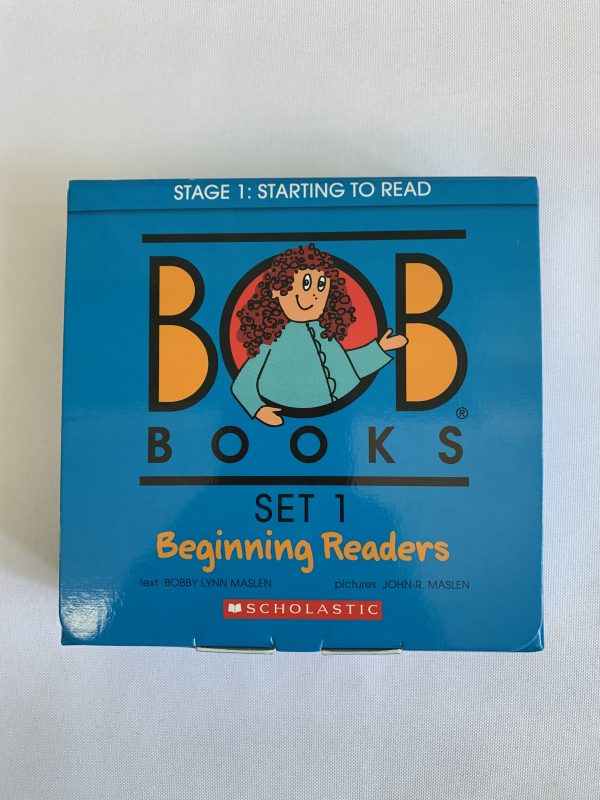 STAGE 1: STARTING TO READ
BOB
®
BOOKS
SET 1
Beginning Readers
text BOBBY LYNN MASLEN pictures JOHN R. MASLEN
SCHOLASTIC